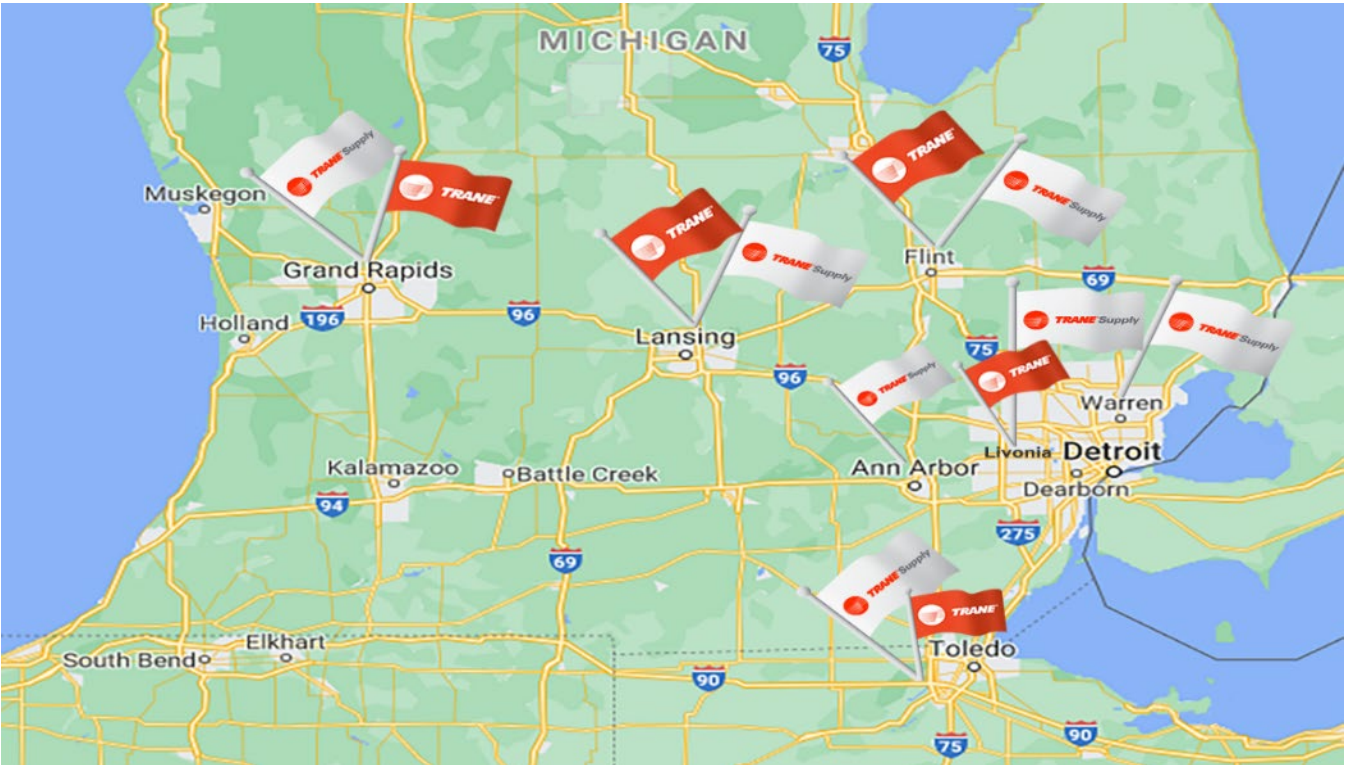 MICHIGAN
75
TRANE Supply
TRANE
Muskegon
Grand Rapids
Holland
196
96
TRANE
TRANE Supply
Lansing
96
TRANE
TRANE Supply
Flint
69
75
TRANE Supply
TRANE Supply
TRANE Supply
TRANE
Warren
Livonia
Detroit
Ann Arbor
Dearborn
Kalamazoo
Battle Creek
94
275
69
TRANE Supply
TRANE
Toledo
Elkhart
South Bend
90
75
90